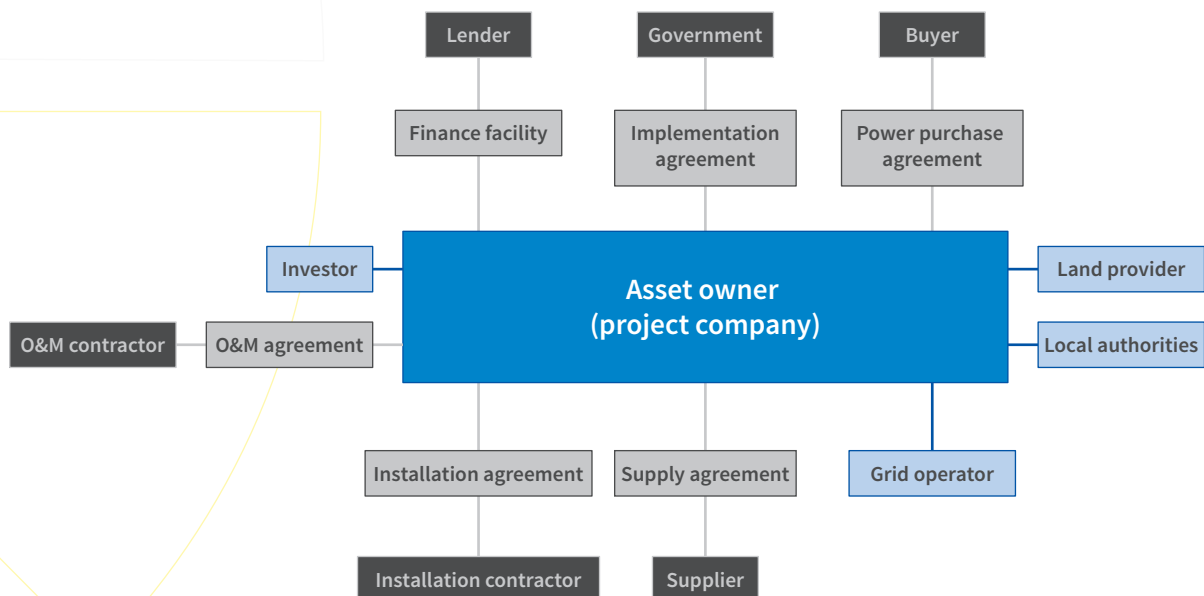 Lender
Government
Buyer
Finance facility
Implementation
agreement
Power purchase
agreement
Investor
Asset owner
(project company)
Land provider
O&M contractor
O&M agreement
Local authorities
Installation agreement
Supply agreement
Grid operator
Installation contractor
Supplier